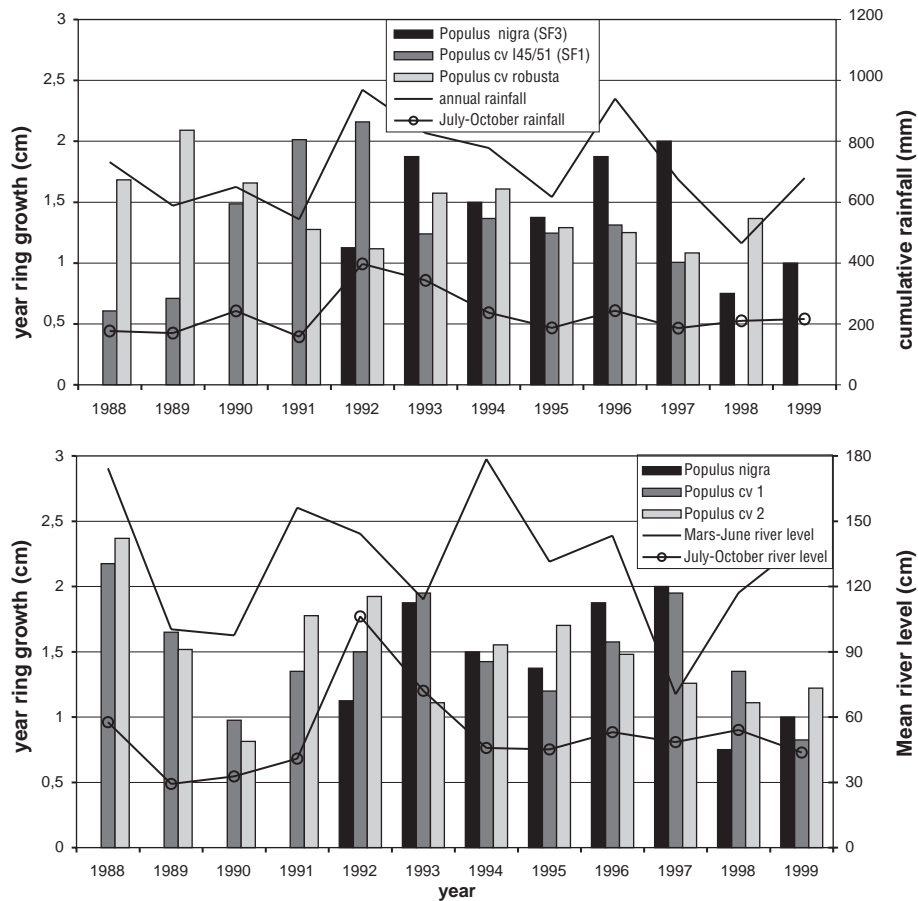 3
2,5
2
1,5
1
0,5
0
year ring growth (cm)
Populus nigra (SF3)
Populus cv I45/51 (SF1)
Populus cv robusta
annual rainfall
July-October rainfall
1200
1000
800
600
400
200
0
cumulative rainfall (mm)
1988 1989 1990 1991 1992 1993 1994 1995 1996 1997 1998 1999
3
2,5
2
1,5
1
0,5
0
year ring growth (cm)
Populus nigra
Populus cv 1
Populus cv 2
Mars-June river level
July-October river level
180
150
120
90
60
30
0
Mean river level (cm)
1988 1989 1990 1991 1992 1993 1994 1995 1996 1997 1998 1999
year